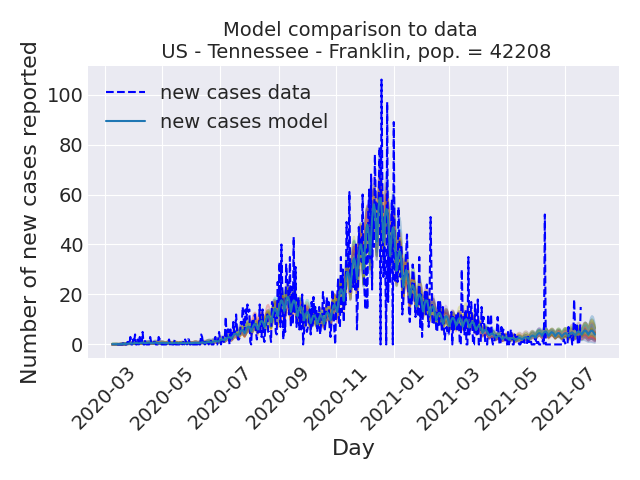 Model comparison to data
US - Tennessee - Franklin, pop. = 42208
Number of new cases reported
100
80
60
40
20
0
new cases data
new cases model
2020-03
2020-05
2020-07
2020-09
2020-11
2021-01
2021-03
2021-05
2021-07
Day